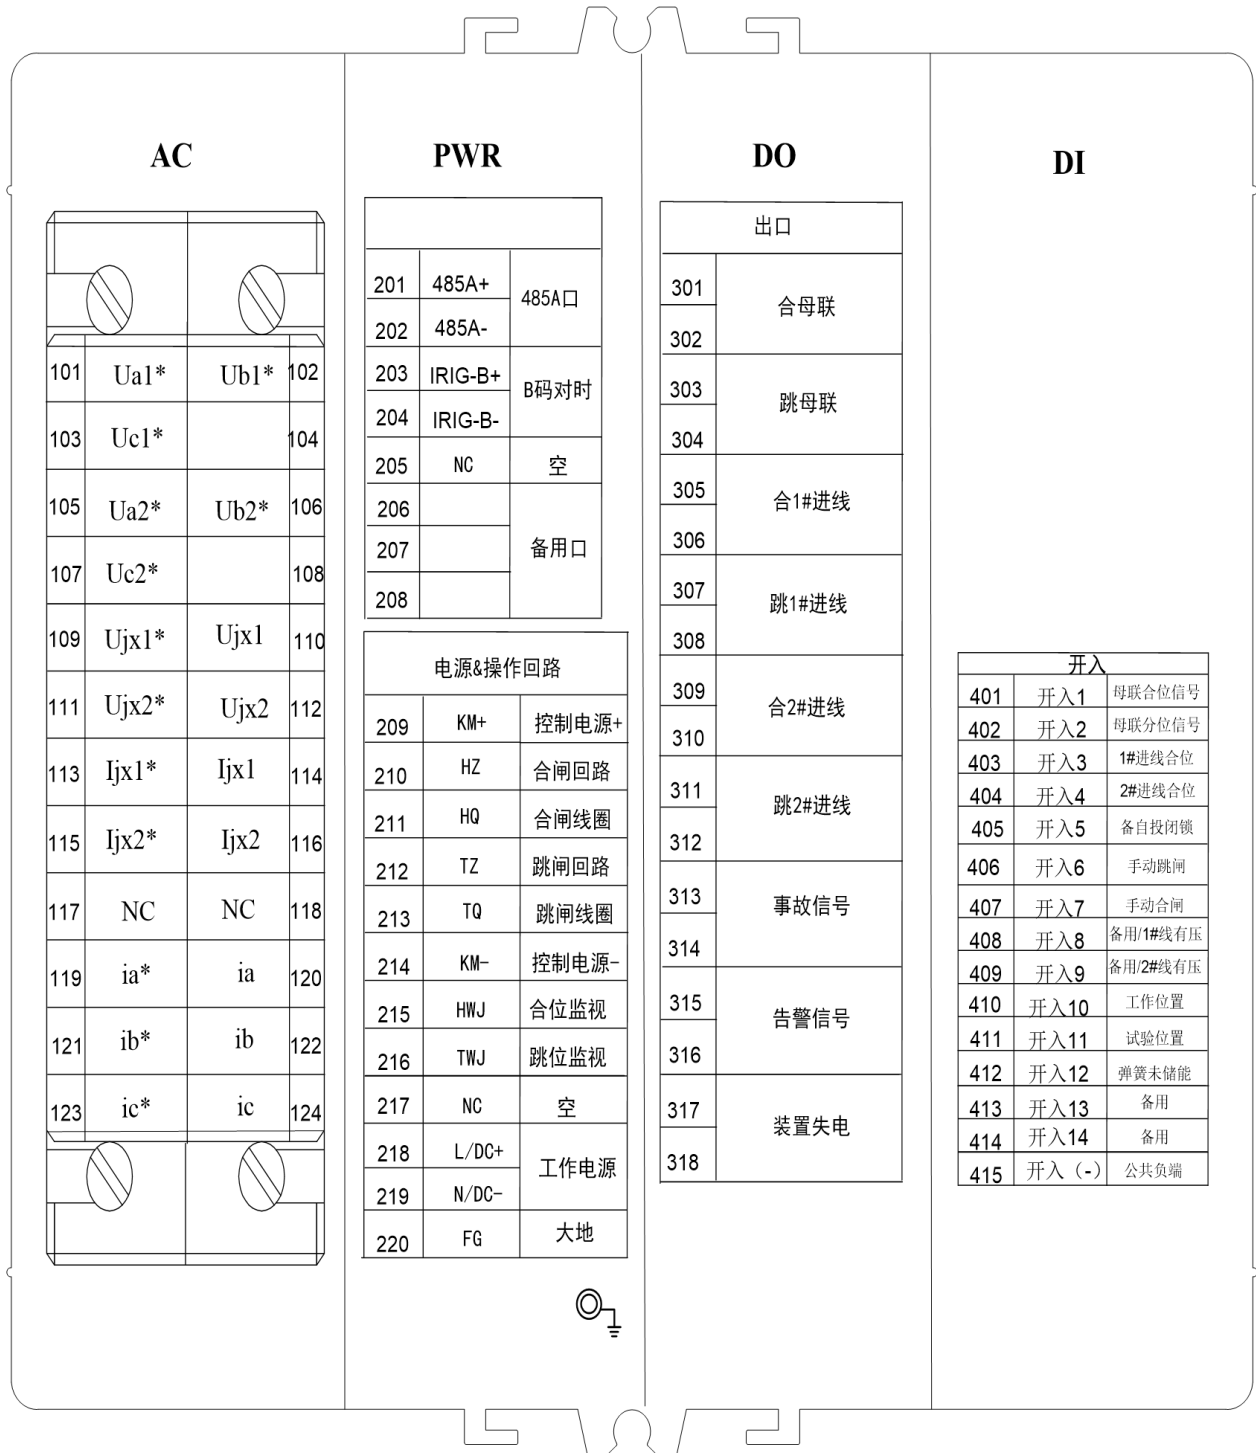 AC
101 Ua1* Ub1* 102
103 Uc1* 104
105 Ua2* Ub2* 106
107 Uc2* 108
109 Ujx1* Ujx1 110
111 Ujx2* Ujx2 112
113 Ijx1* Ijx1 114
115 Ijx2* Ijx2 116
117 NC NC 118
119 ia* ia 120
121 ib* ib 122
123 ic* ic 124
PWR
201 485A+
485A口
202 485A-
203 IRIG-B+
B码对时
204 IRIG-B-
205 NC 空
206
207 备用口
208
电源&操作回路
209 KM+ 控制电源+
210 HZ 合闸回路
211 HQ 合闸线圈
212 TZ 跳闸回路
213 TQ 跳闸线圈
214 KM- 控制电源-
215 HWJ 合位监视
216 TWJ 跳位监视
217 NC 空
218 L/DC+
工作电源
219 N/DC-
220 FG 大地
DO
出口
301
合母联
302
303
跳母联
304
305
合1#进线
306
307
跳1#进线
308
309
合2#进线
310
311
跳2#进线
312
313
事故信号
314
315
告警信号
316
317
装置失电
318
DI
开入
401 开入1 母联合位信号
402 开入2 母联分位信号
403 开入3 1#进线合位
404 开入4 2#进线合位
405 开入5 备自投闭锁
406 开入6 手动跳闸
407 开入7 手动合闸
408 开入8 备用/1#线有压
409 开入9 备用/2#线有压
410 开入10 工作位置
411 开入11 试验位置
412 开入12 弹簧未储能
413 开入13 备用
414 开入14 备用
415 开入（-） 公共负端